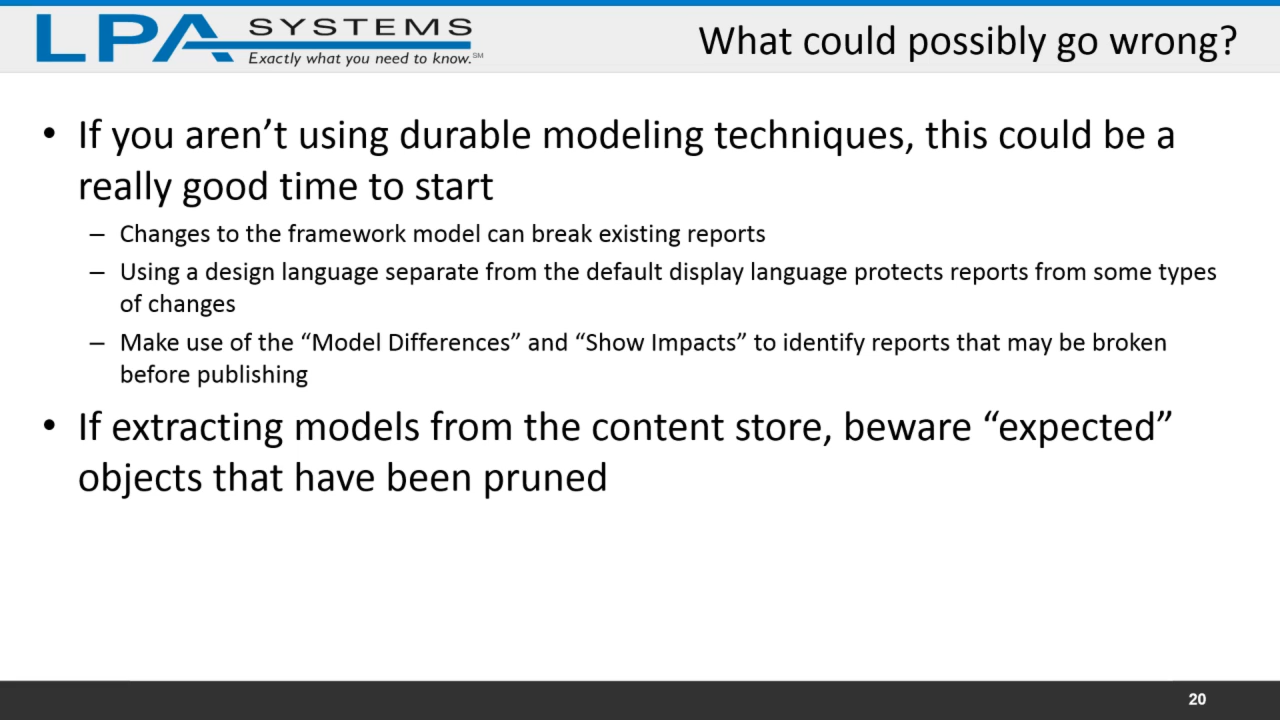 LPA SYSTEMS
Exactly what you need to know.℠
What could possibly go wrong?
• If you aren’t using durable modeling techniques, this could be a
really good time to start
– Changes to the framework model can break existing reports
– Using a design language separate from the default display language protects reports from some types
of changes
– Make use of the “Model Differences” and “Show Impacts” to identify reports that may be broken
before publishing
• If extracting models from the content store, beware “expected”
objects that have been pruned
20